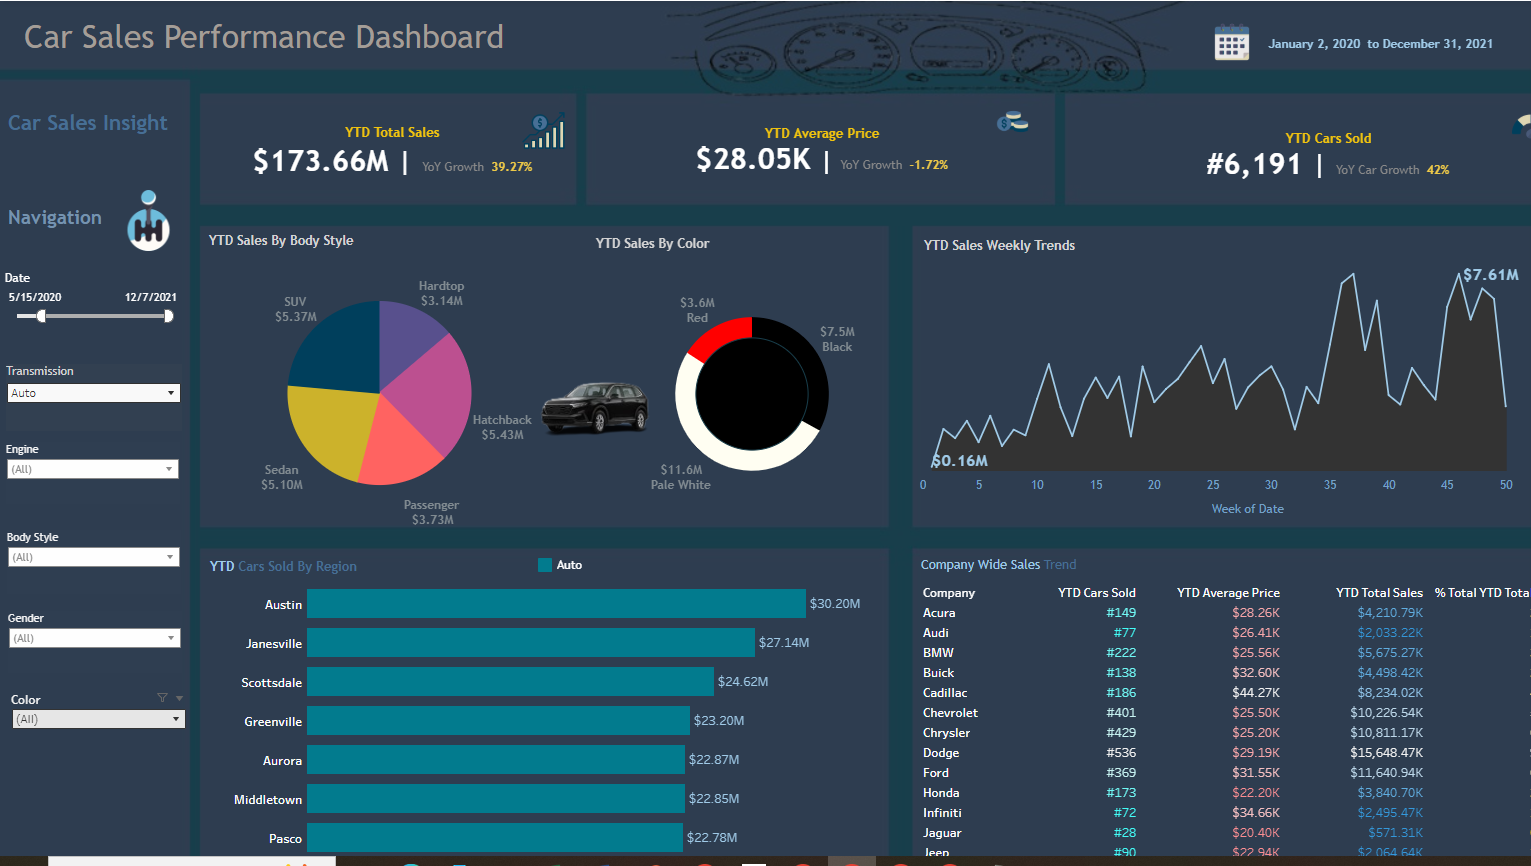 Car Sales Performance Dashboard
January 2, 2020 to December 31, 2021
Car Sales Insight
Navigation
Date
5/15/2020 12/7/2021
Transmission
Auto
Engine
(All)
Body Style
(All)
Gender
(All)
Color
(All)
YTD Total Sales
$173.66M | YoY Growth 39.27%
YTD Average Price
$28.05K | YoY Growth -1.72%
YTD Cars Sold
#6,191 | YoY Car Growth 42%
YTD Sales By Body Style
Hardtop
$3.14M
SUV
$5.37M
Hatchback
$5.43M
Sedan
$5.10M
Passenger
$3.73M
YTD Sales By Color
$3.6M
Red
$7.5M
Black
$11.6M
Pale White
YTD Sales Weekly Trends
$7.61M
$0.16M
0 5 10 15 20 25 30 35 40 45 50
Week of Date
YTD Cars Sold By Region
Auto
Austin $30.20M
Janesville $27.14M
Scottsdale $24.62M
Greenville $23.20M
Aurora $22.87M
Middletown $22.85M
Pasco $22.78M
Company Wide Sales Trend
Company YTD Cars Sold YTD Average Price YTD Total Sales % Total YTD Tota
Acura #149 $28.26K $4,210.79K
Audi #77 $26.41K $2,033.22K
BMW #222 $25.56K $5,675.27K
Buick #138 $32.60K $4,498.42K
Cadillac #186 $44.27K $8,234.02K
Chevrolet #401 $25.50K $10,226.54K
Chrysler #429 $25.20K $10,811.17K
Dodge #536 $29.19K $15,648.47K
Ford #369 $31.55K $11,640.94K
Honda #173 $22.20K $3,840.70K
Infiniti #72 $34.66K $2,495.47K
Jaguar #28 $20.40K $571.31K
Jeep #90 $22.94K $2,064.64K